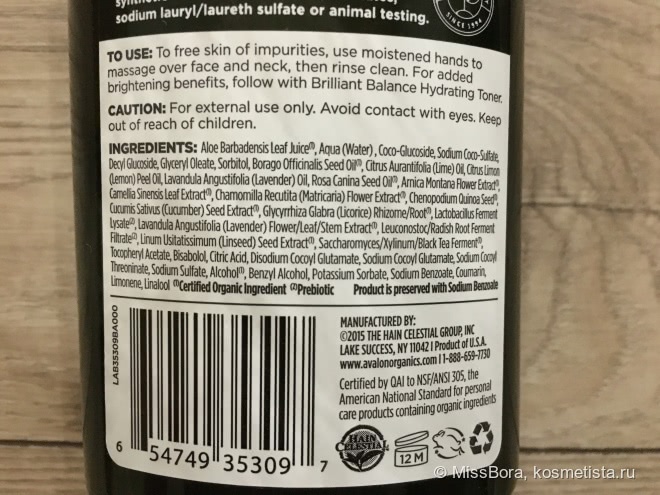 sodium lauryl/laureth sulfate or animal testing.
SINCE 1994
TO USE: To free skin of impurities, use moistened hands to
massage over face and neck, then rinse clean. For added
brightening benefits, follow with Brilliant Balance Hydrating Toner.
CAUTION: For external use only. Avoid contact with eyes. Keep
out of reach of children.
INGREDIENTS: Aloe Barbadensis Leaf Juice⁽¹⁾, Aqua (Water), Coco-Glucoside, Sodium Coco-Sulfate,
Decyl Glucoside, Glyceryl Oleate, Sorbitol, Borago Officinalis Seed Oil⁽¹⁾, Citrus Aurantifolia (Lime) Oil, Citrus Limon
(Lemon) Peel Oil, Lavandula Angustifolia (Lavender) Oil, Rosa Canina Seed Oil⁽¹⁾, Arnica Montana Flower Extract⁽¹⁾,
Camellia Sinensis Leaf Extract⁽¹⁾, Chamomilla Recutita (Matricaria) Flower Extract⁽¹⁾, Chenopodium Quinoa Seed⁽¹⁾,
Cucumis Sativus (Cucumber) Seed Extract⁽¹⁾, Glycyrrhiza Glabra (Licorice) Rhizome/Root⁽¹⁾, Lactobacillus Ferment
Lysate⁽²⁾, Lavandula Angustifolia (Lavender) Flower/Leaf/Stem Extract⁽¹⁾, Leuconostoc/Radish Root Ferment
Filtrate⁽²⁾, Linum Usitatissimum (Linseed) Seed Extract⁽¹⁾, Saccharomyces/Xylinum/Black Tea Ferment⁽¹⁾,
Tocopheryl Acetate, Bisabolol, Citric Acid, Disodium Cocoyl Glutamate, Sodium Cocoyl Glutamate, Sodium Cocoyl
Threoninate, Sodium Sulfate, Alcohol⁽¹⁾, Benzyl Alcohol, Potassium Sorbate, Sodium Benzoate, Coumarin,
Limonene, Linalool ⁽¹⁾Certified Organic Ingredient ⁽²⁾Prebiotic Product is preserved with Sodium Benzoate
LAB35309BA000
6 54749 35309 7
MANUFACTURED BY:
©2015 THE HAIN CELESTIAL GROUP, INC
LAKE SUCCESS, NY 11042 | Product of U.S.A.
www.avalonorganics.com | 1-888-659-7730
Certified by QAI to NSF/ANSI 305, the
American National Standard for personal
care products containing organic ingredients
HAIN
CELESTIAL
12 M
© MissBora, kosmetista.ru